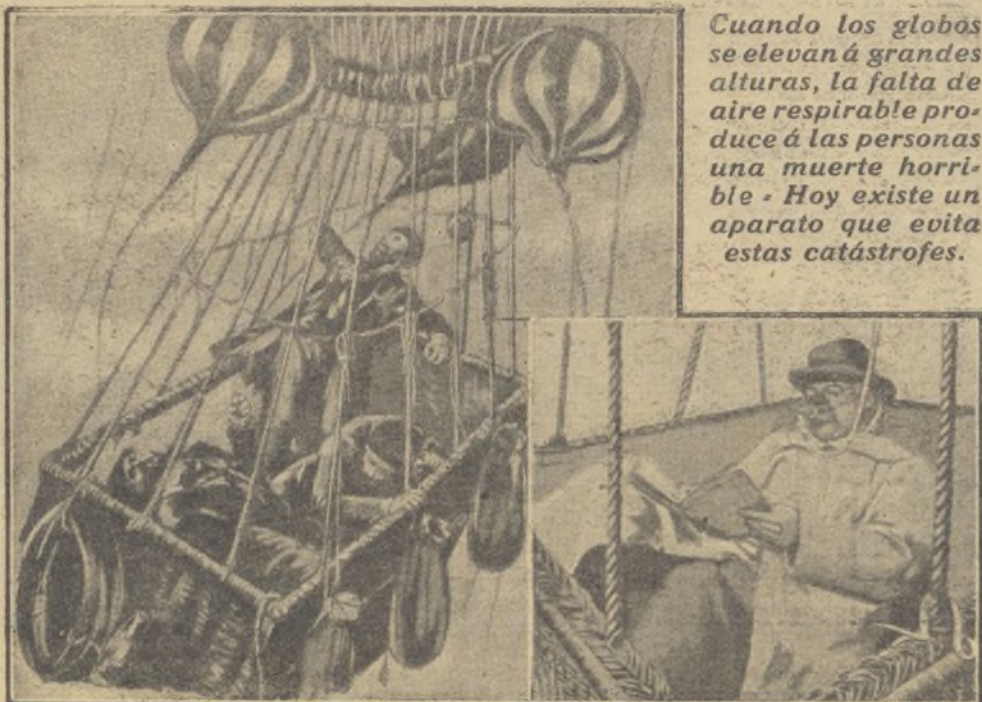 Cuando los globos
se elevan á grandes
alturas, la falta de
aire respirable pro-
duce á las personas
una muerte horri-
ble - Hoy existe un
aparato que evita
estas catástrofes.